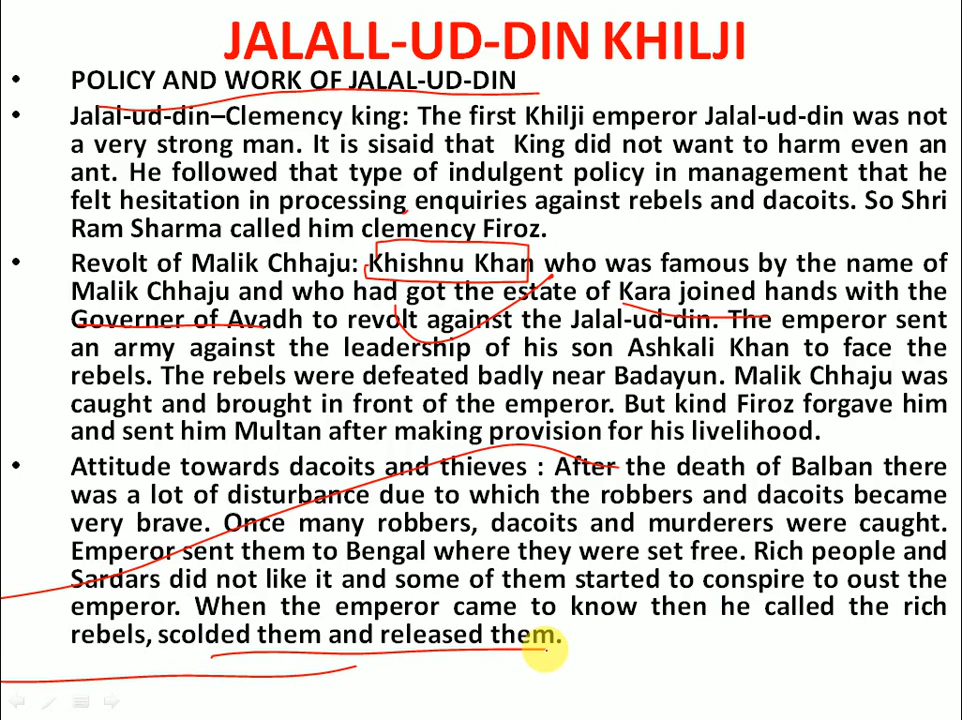 JALALL-UD-DIN KHILJI
• POLICY AND WORK OF JALAL-UD-DIN
• Jalal-ud-din–Clemency king: The first Khilji emperor Jalal-ud-din was not
a very strong man. It is sisaid that King did not want to harm even an
ant. He followed that type of indulgent policy in management that he
felt hesitation in processing enquiries against rebels and dacoits. So Shri
Ram Sharma called him clemency Firoz.
• Revolt of Malik Chhaju: Khishnu Khan who was famous by the name of
Malik Chhaju and who had got the estate of Kara joined hands with the
Governer of Avadh to revolt against the Jalal-ud-din. The emperor sent
an army against the leadership of his son Ashkali Khan to face the
rebels. The rebels were defeated badly near Badayun. Malik Chhaju was
caught and brought in front of the emperor. But kind Firoz forgave him
and sent him Multan after making provision for his livelihood.
• Attitude towards dacoits and thieves : After the death of Balban there
was a lot of disturbance due to which the robbers and dacoits became
very brave. Once many robbers, dacoits and murderers were caught.
Emperor sent them to Bengal where they were set free. Rich people and
Sardars did not like it and some of them started to conspire to oust the
emperor. When the emperor came to know then he called the rich
rebels, scolded them and released them.